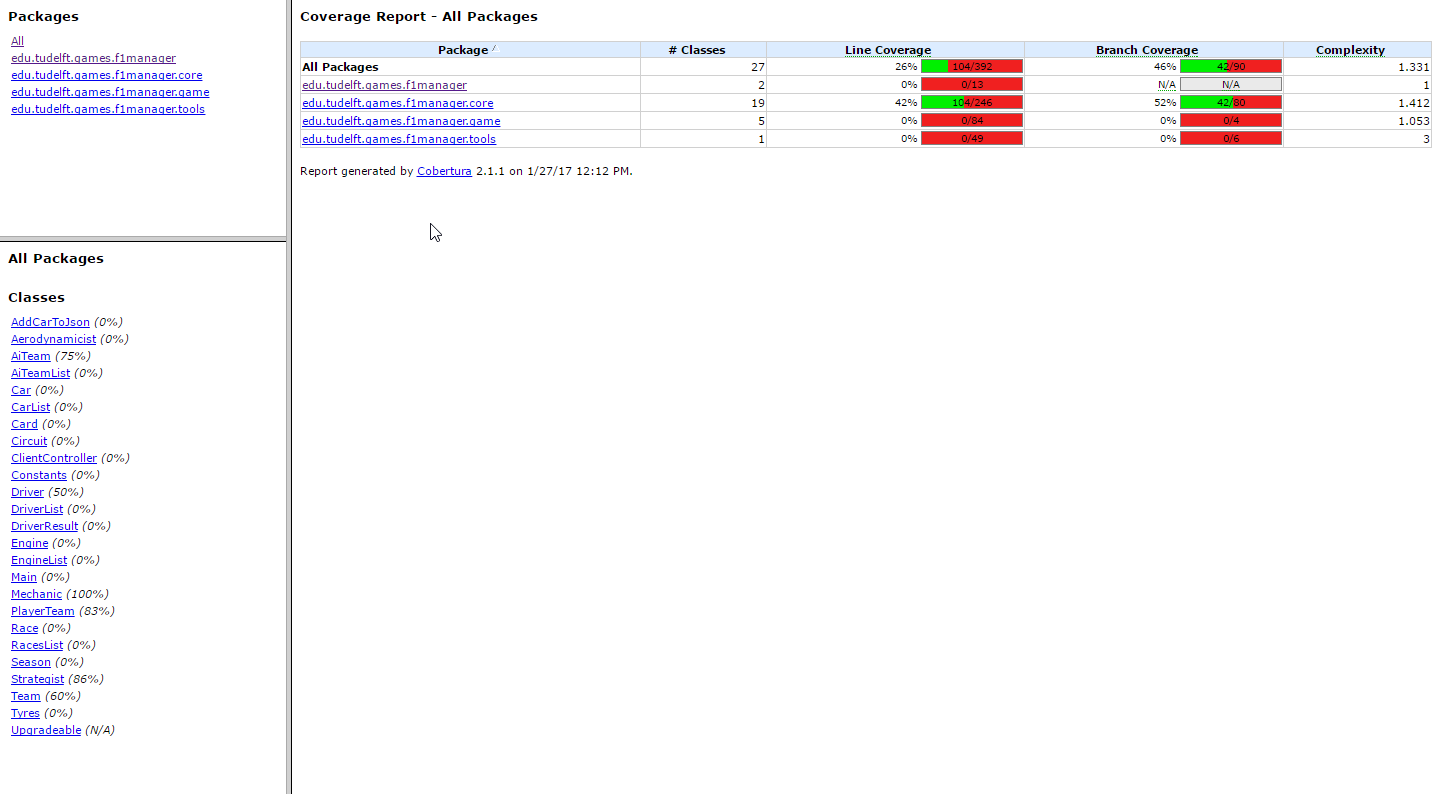 Packages
All
edu.tudelft.games.f1manager
edu.tudelft.games.f1manager.core
edu.tudelft.games.f1manager.game
edu.tudelft.games.f1manager.tools
All Packages
Classes
AddCarToJson (0%)
Aerodynamicist (0%)
AiTeam (75%)
AiTeamList (0%)
Car (0%)
CarList (0%)
Card (0%)
Circuit (0%)
ClientController (0%)
Constants (0%)
Driver (50%)
DriverList (0%)
DriverResult (0%)
Engine (0%)
EngineList (0%)
Main (0%)
Mechanic (100%)
PlayerTeam (83%)
Race (0%)
RacesList (0%)
Season (0%)
Strategist (86%)
Team (60%)
Tyres (0%)
Upgradeable (N/A)
Coverage Report - All Packages
Package # Classes Line Coverage Branch Coverage Complexity
All Packages 27 26% 104/392 46% 42/90 1.331
edu.tudelft.games.f1manager 2 0% 0/13 N/A N/A 1
edu.tudelft.games.f1manager.core 19 42% 104/246 52% 42/80 1.412
edu.tudelft.games.f1manager.game 5 0% 0/84 0% 0/4 1.053
edu.tudelft.games.f1manager.tools 1 0% 0/49 0% 0/6 3
Report generated by Cobertura 2.1.1 on 1/27/17 12:12 PM.